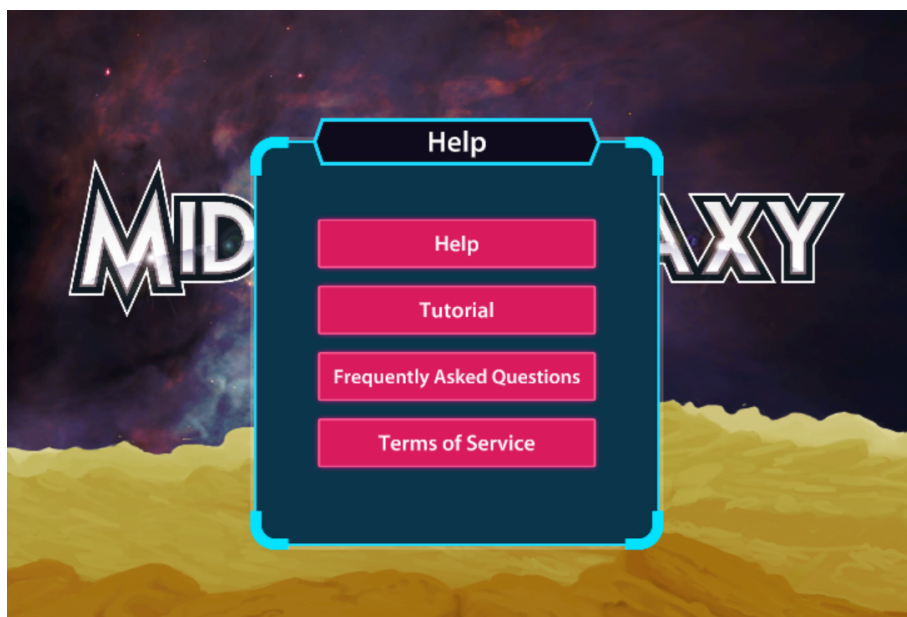 Help
MID
AXY
Help
Tutorial
Frequently Asked Questions
Terms of Service